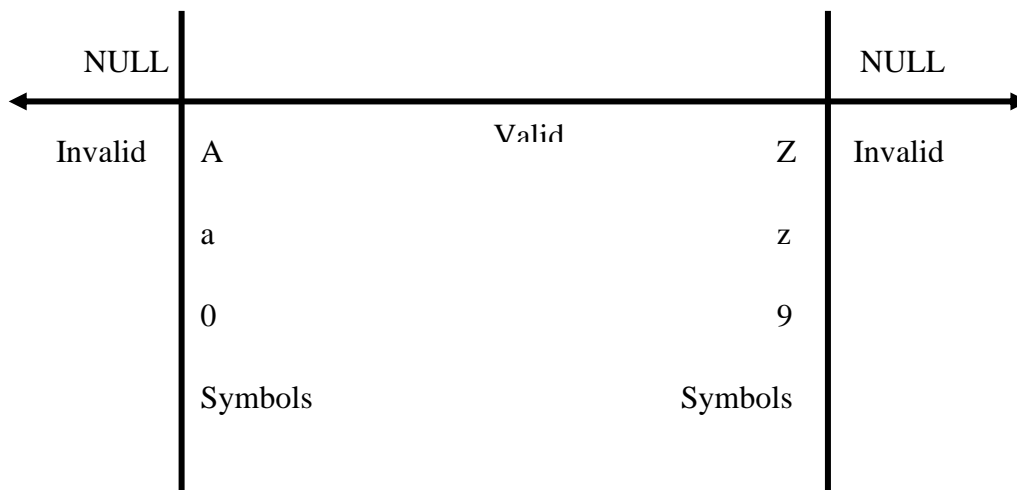 NULL NULL
Valid
Invalid A Z Invalid
a z
0 9
Symbols Symbols